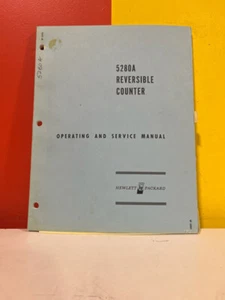 5280A
REVERSIBLE
COUNTER
OPERATING AND SERVICE MANUAL
HEWLETT PACKARD